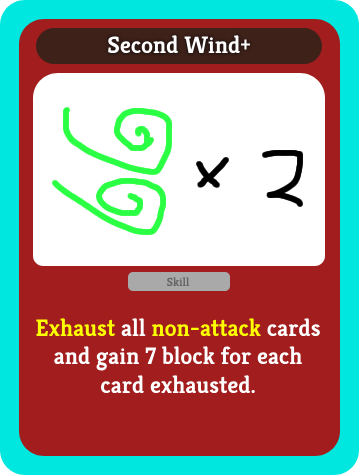 Second Wind+
× 2
Skill
Exhaust all non-attack cards
and gain 7 block for each
card exhausted.